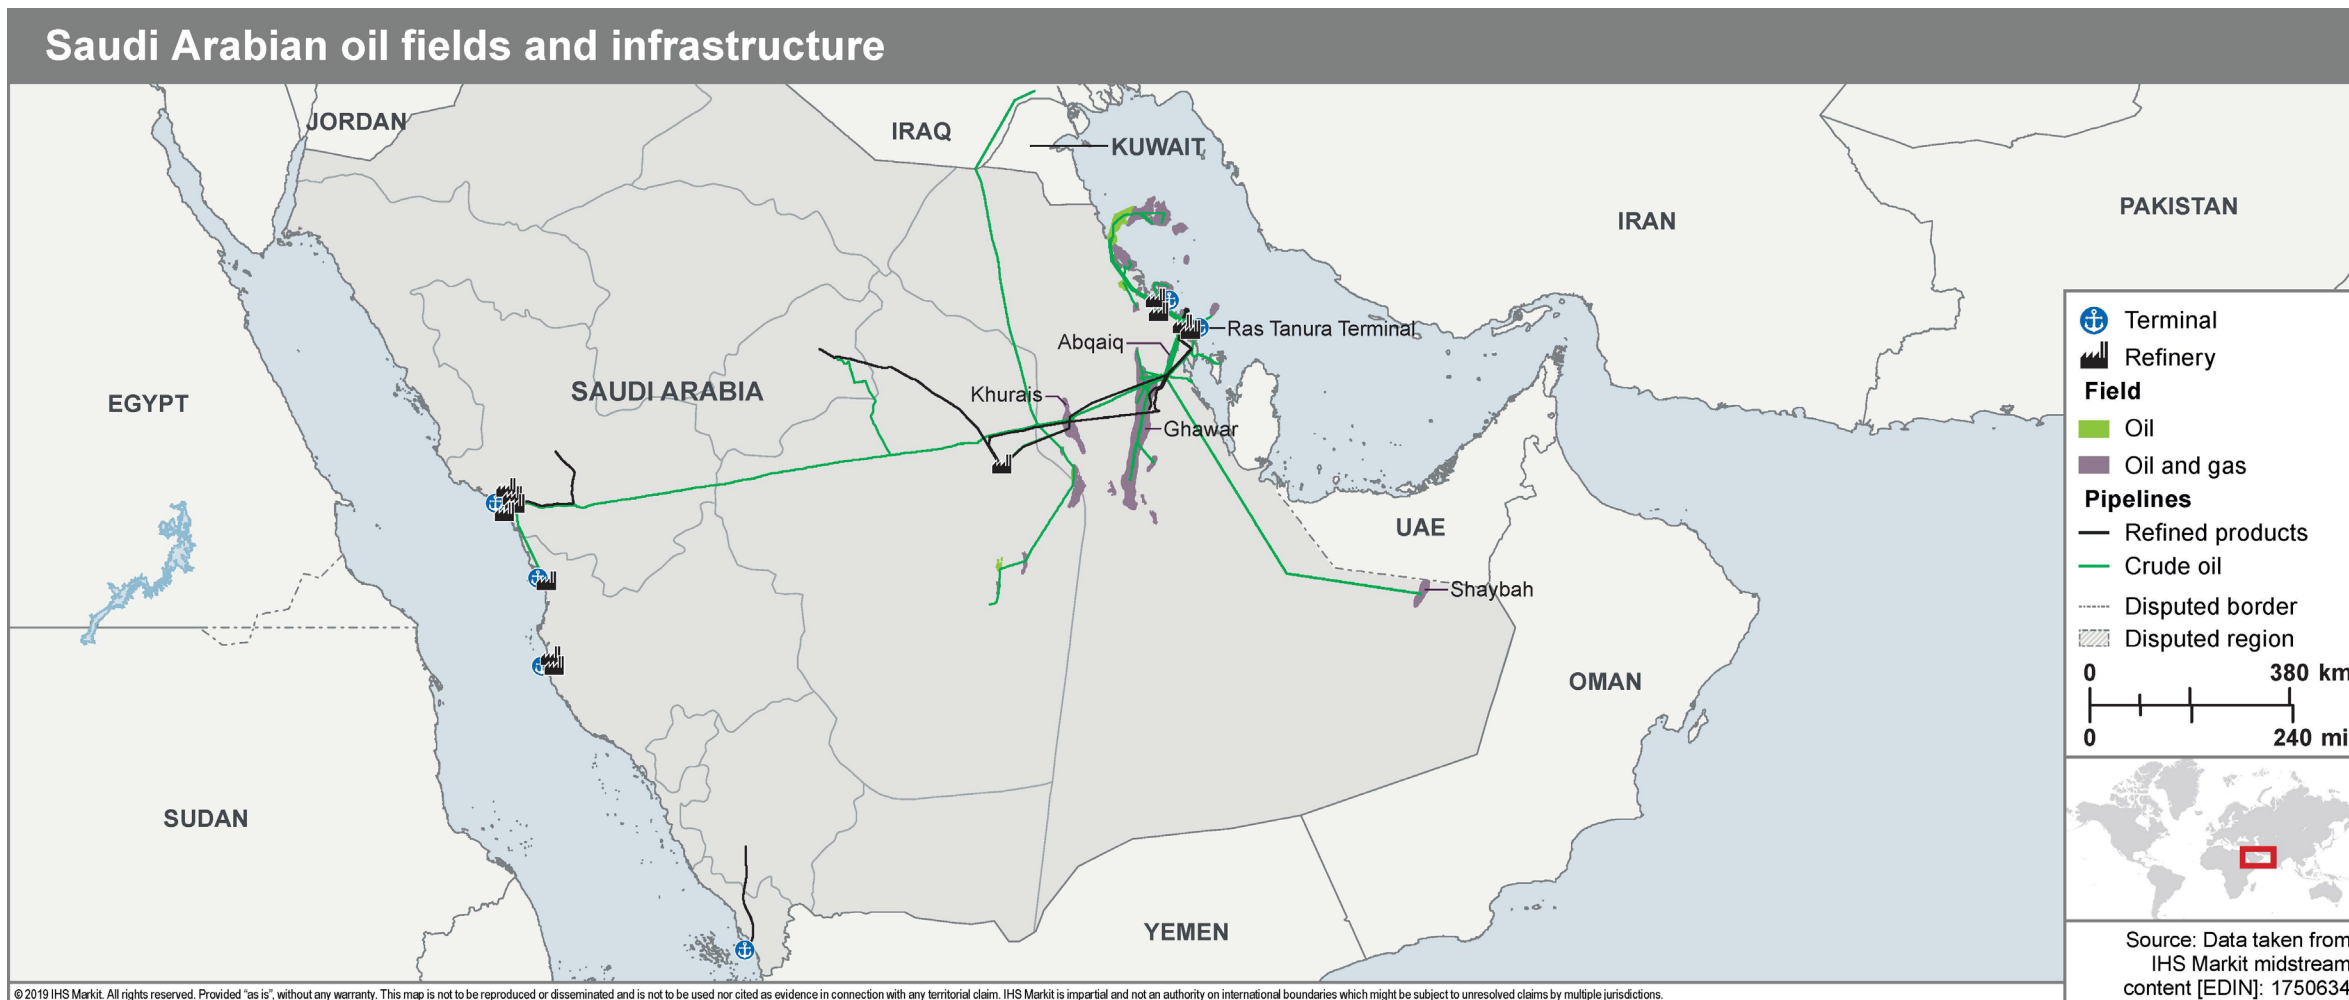 Saudi Arabian oil fields and infrastructure
JORDAN
IRAQ
KUWAIT
IRAN
PAKISTAN
Ras Tanura Terminal
Abqaiq
SAUDI ARABIA
Khurais
EGYPT
Ghawar
UAE
Shaybah
OMAN
SUDAN
YEMEN
Terminal
Refinery
Field
Oil
Oil and gas
Pipelines
Refined products
Crude oil
Disputed border
Disputed region
0 380 km
0 240 mi
Source: Data taken from
IHS Markit midstream
content [EDIN]: 1750634
© 2019 IHS Markit. All rights reserved. Provided "as is", without any warranty. This map is not to be reproduced or disseminated and is not to be used nor cited as evidence in connection with any territorial claim. IHS Markit is impartial and not an authority on international boundaries which might be subject to unresolved claims by multiple jurisdictions.